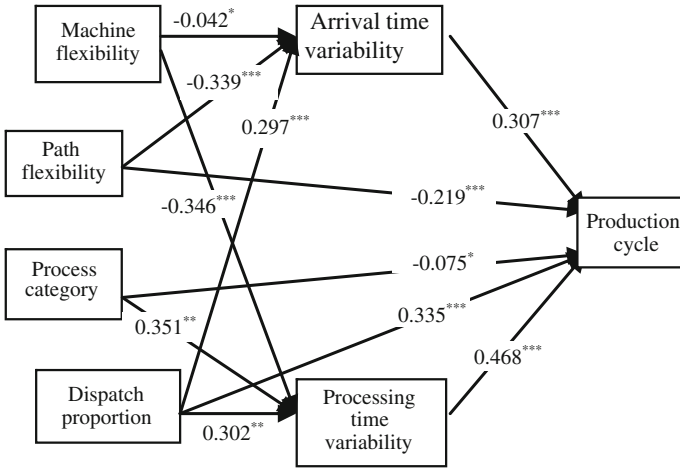 Machine
flexibility
-0.042*
Arrival time
variability
-0.339***
0.297***
0.307***
Path
flexibility
-0.346***
-0.219***
Production
cycle
Process
category
-0.075*
0.351**
0.335***
0.468***
Dispatch
proportion
0.302**
Processing
time
variability